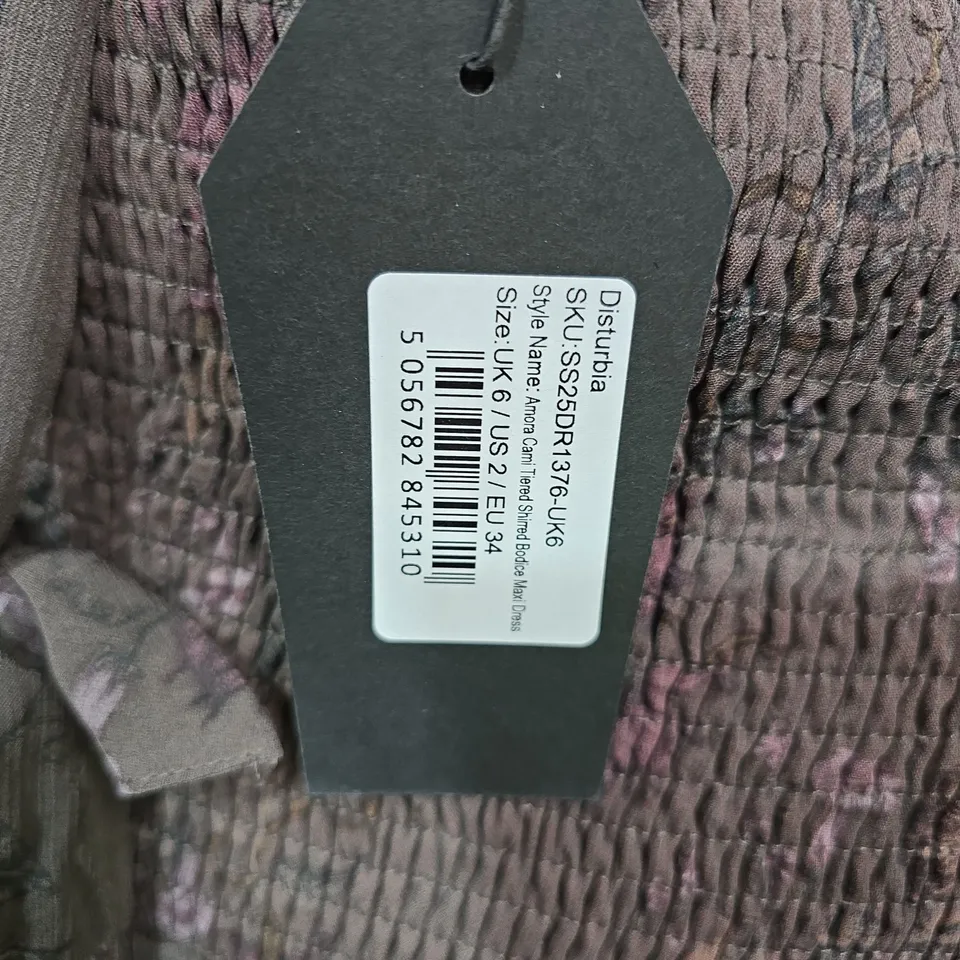 Disturbia
SKU:SS25DR1376-UK6
Style Name: Amora Cami Tiered Shirred Bodice Maxi Dress
Size:UK 6 / US 2 / EU 34
5 056782 845310